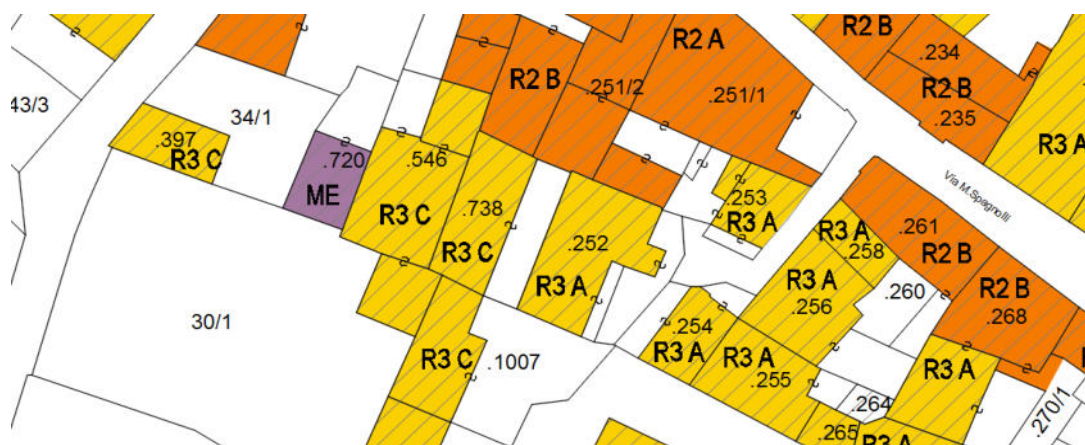 R2 B
R2 A
.234
R2 B
.235
.251/2
.251/1
R2 B
43/3
34/1
.397
R3 C
.720
ME
.546
R3 C
.738
R3 C
.252
R3 A
.253
R3 A
R3 A
Via M.Spagnolli
.261
R2 B
R3 A
.258
.260
R3 A
.256
R2 B
.268
30/1
.254
R3 A
R3 A
.255
R3 A
R3 C
.1007
.264
.265
R3 A
.270/1